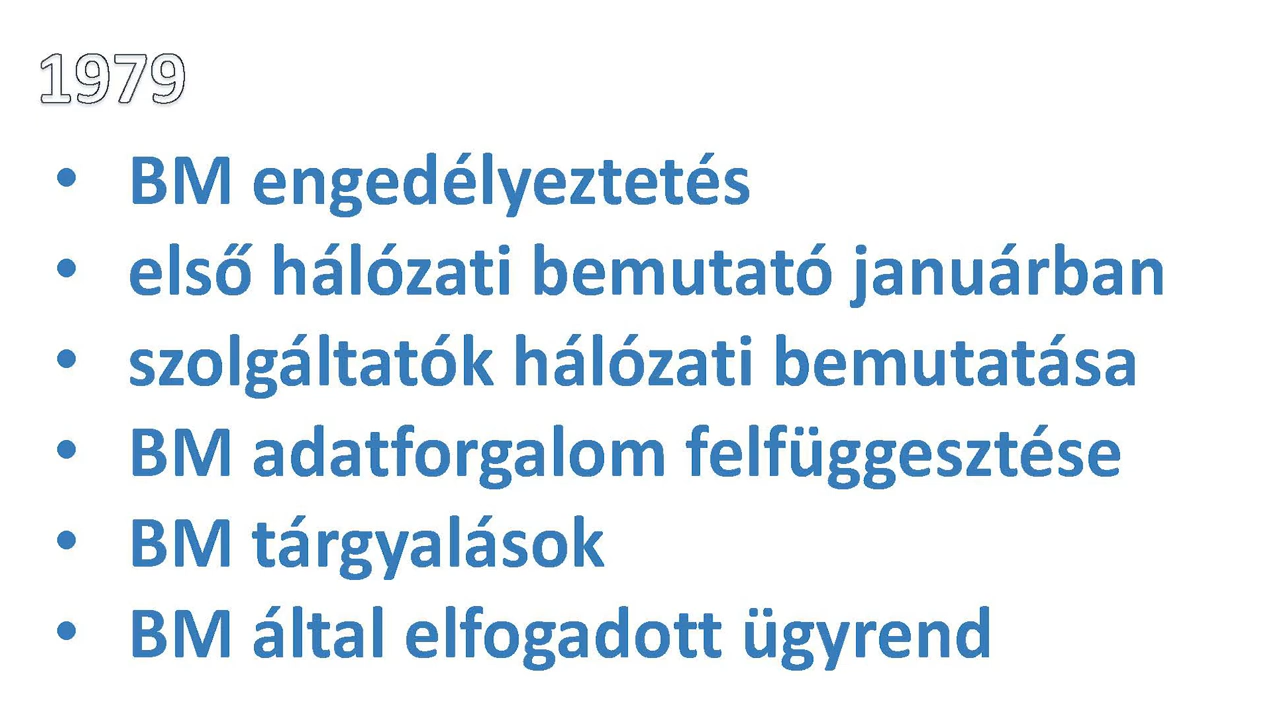 1979
• BM engedélyeztetés
• első hálózati bemutató januárban
• szolgáltatók hálózati bemutatása
• BM adatforgalom felfüggesztése
• BM tárgyalások
• BM által elfogadott ügyrend